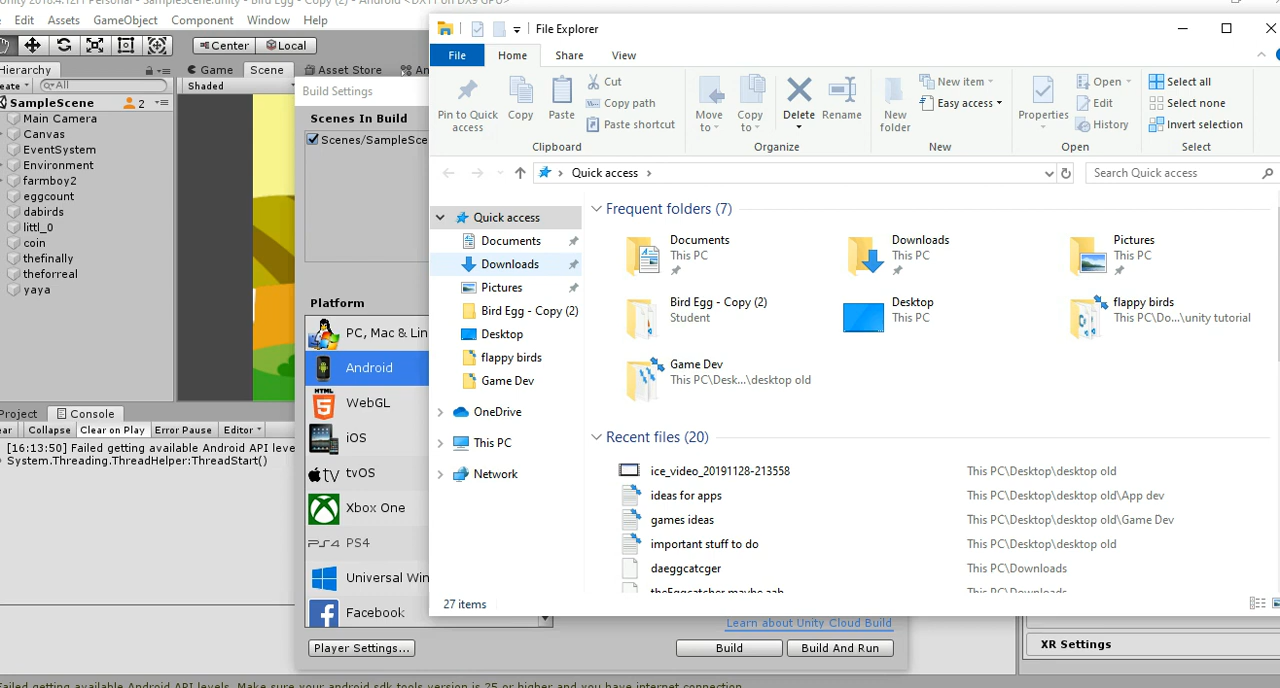 Unity 2018.4.12f1 Personal - SampleScene.unity - Bird Egg - Copy (2) - Android <DX11 on DX9 GPU>
Edit Assets GameObject Component Window Help
Center Local
Hierarchy
Game Scene Asset Store An
eate All
Shaded
SampleScene 2
Main Camera
Canvas
EventSystem
Environment
farmboy2
eggcount
dabirds
littl_0
coin
thefinally
theforreal
yaya
Project Console
ear Collapse Clear on Play Error Pause Editor
[16:13:50] Failed getting available Android API leve
System.Threading.ThreadHelper:ThreadStart()
Build Settings
Scenes In Build
Scenes/SampleSce
Platform
PC, Mac & Lin
Android
HTML
WebGL
iOS
tv
tvOS
Xbox One
PS4
Universal Win
Facebook
Player Settings...
Learn about Unity Cloud Build
Build Build And Run
XR Settings
Failed getting available Android API levels. Make sure your android sdk tools version is 25 or higher and you have internet connection.
File Explorer
File Home Share View
Pin to Quick access
Copy
Paste
Cut
Copy path
Paste shortcut
Clipboard
Move to
Copy to
Delete
Rename
Organize
New folder
New item
Easy access
New
Properties
Open
Edit
History
Open
Select all
Select none
Invert selection
Select
Quick access
Search Quick access
Quick access
Documents
Downloads
Pictures
Bird Egg - Copy (2)
Desktop
flappy birds
Game Dev
OneDrive
This PC
Network
Frequent folders (7)
Documents
This PC
Downloads
This PC
Pictures
This PC
Bird Egg - Copy (2)
Student
Desktop
This PC
flappy birds
This PC\Do...\unity tutorial
Game Dev
This PC\Desk...\desktop old
Recent files (20)
ice_video_20191128-213558 This PC\Desktop\desktop old
ideas for apps This PC\Desktop\desktop old\App dev
games ideas This PC\Desktop\desktop old\Game Dev
important stuff to do This PC\Desktop\desktop old
daeggcatcger This PC\Downloads
theEggcatcher maybe aah This PC\Downloads
27 items